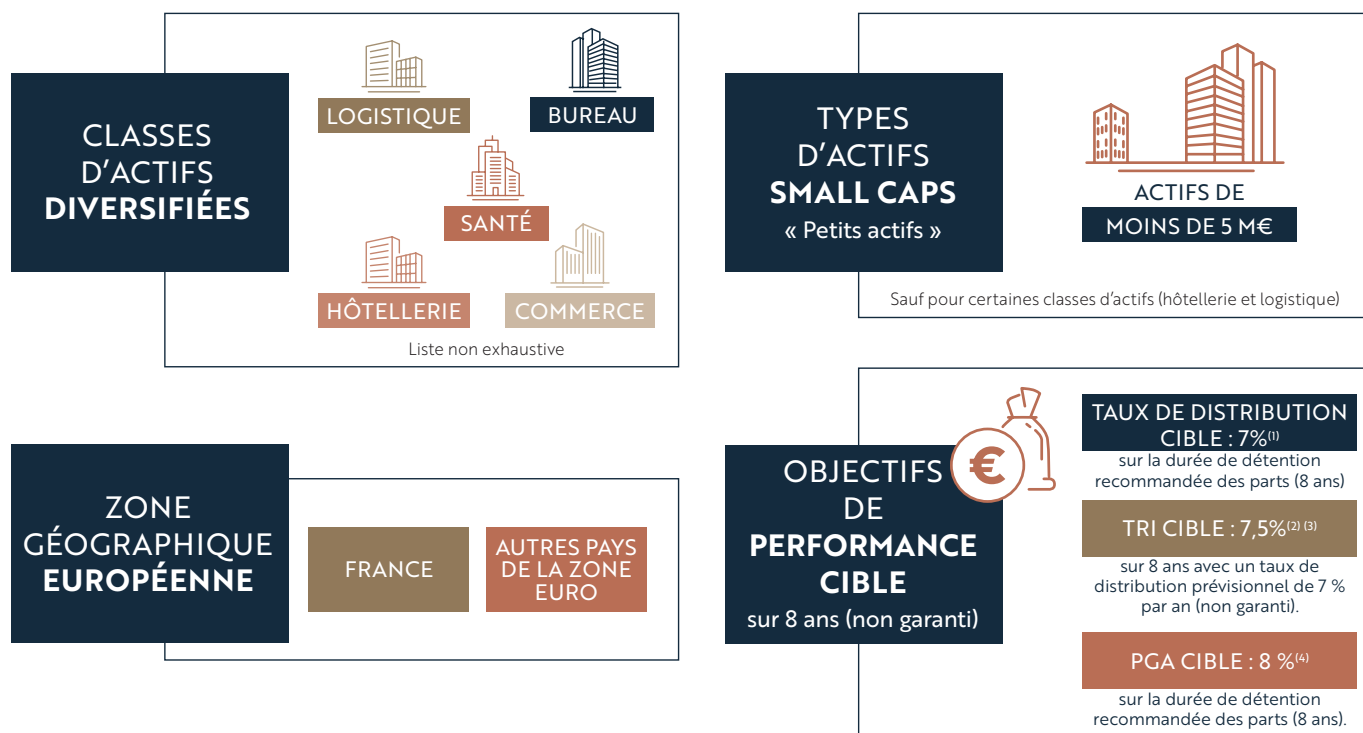 CLASSES
D'ACTIFS
DIVERSIFIÉES
LOGISTIQUE
BUREAU
SANTÉ
HÔTELLERIE
COMMERCE
Liste non exhaustive
TYPES
D'ACTIFS
SMALL CAPS
« Petits actifs »
ACTIFS DE
MOINS DE 5 M€
Sauf pour certaines classes d'actifs (hôtellerie et logistique)
ZONE
GÉOGRAPHIQUE
EUROPÉENNE
FRANCE
AUTRES PAYS
DE LA ZONE
EURO
OBJECTIFS
DE
PERFORMANCE
CIBLE
sur 8 ans (non garanti)
€
TAUX DE DISTRIBUTION
CIBLE : 7%(1)
sur la durée de détention
recommandée des parts (8 ans)
TRI CIBLE : 7,5%(2) (3)
sur 8 ans avec un taux de
distribution prévisionnel de 7 %
par an (non garanti).
PGA CIBLE : 8 %(4)
sur la durée de détention
recommandée des parts (8 ans).